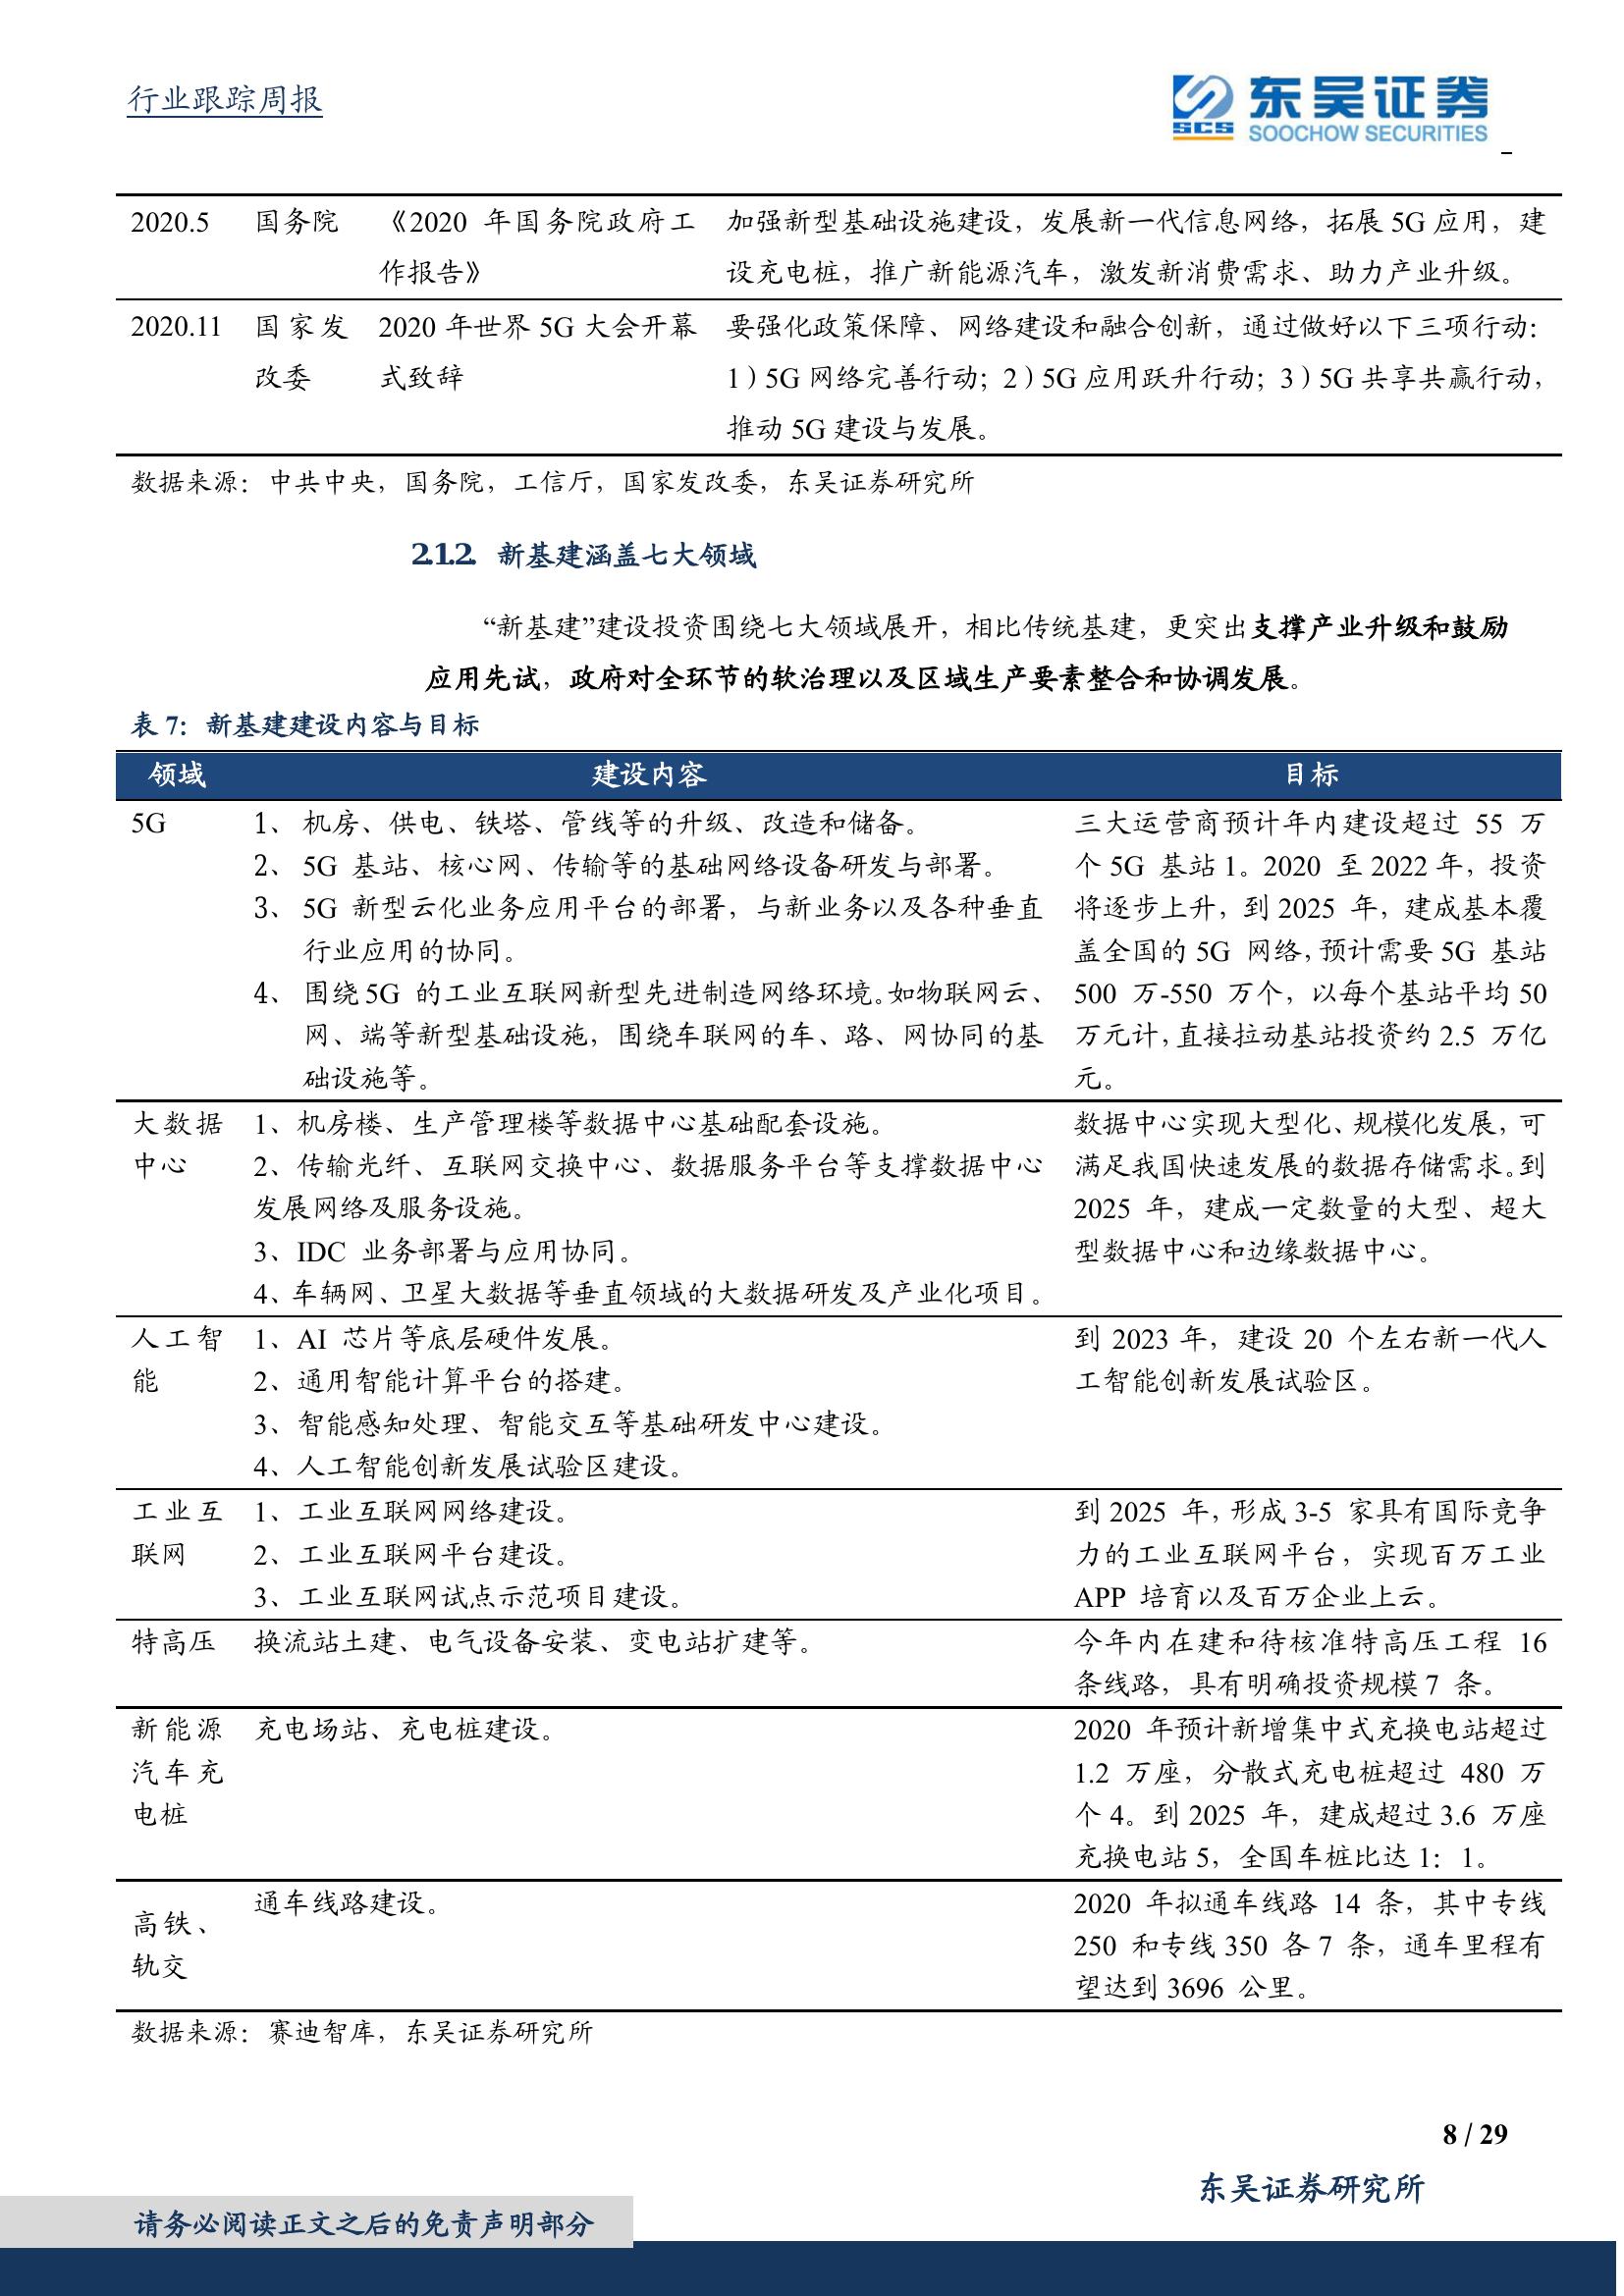 行业跟踪周报
SCS
东吴证券
SOOCHOW SECURITIES
2020.5 国务院 《2020 年国务院政府工 加强新型基础设施建设，发展新一代信息网络，拓展 5G 应用，建
作报告》 设充电桩，推广新能源汽车，激发新消费需求、助力产业升级。
2020.11 国家发 2020 年世界 5G 大会开幕 要强化政策保障、网络建设和融合创新，通过做好以下三项行动：
改委 式致辞 1）5G 网络完善行动；2）5G 应用跃升行动；3）5G 共享共赢行动，
推动 5G 建设与发展。
数据来源：中共中央，国务院，工信厅，国家发改委，东吴证券研究所
2.1.2. 新基建涵盖七大领域
“新基建”建设投资围绕七大领域展开，相比传统基建，更突出支撑产业升级和鼓励
应用先试，政府对全环节的软治理以及区域生产要素整合和协调发展。
表 7：新基建建设内容与目标
领域 建设内容 目标
5G 1、 机房、供电、铁塔、管线等的升级、改造和储备。 三大运营商预计年内建设超过 55 万
2、 5G 基站、核心网、传输等的基础网络设备研发与部署。 个 5G 基站 1。2020 至 2022 年，投资
3、 5G 新型云化业务应用平台的部署，与新业务以及各种垂直 将逐步上升，到 2025 年，建成基本覆
行业应用的协同。 盖全国的 5G 网络，预计需要 5G 基站
4、 围绕 5G 的工业互联网新型先进制造网络环境。如物联网云、 500 万-550 万个，以每个基站平均 50
网、端等新型基础设施，围绕车联网的车、路、网协同的基 万元计，直接拉动基站投资约 2.5 万亿
础设施等。 元。
大数据 1、机房楼、生产管理楼等数据中心基础配套设施。 数据中心实现大型化、规模化发展，可
中心 2、传输光纤、互联网交换中心、数据服务平台等支撑数据中心 满足我国快速发展的数据存储需求。到
发展网络及服务设施。 2025 年，建成一定数量的大型、超大
3、IDC 业务部署与应用协同。 型数据中心和边缘数据中心。
4、车辆网、卫星大数据等垂直领域的大数据研发及产业化项目。
人工智 1、AI 芯片等底层硬件发展。 到 2023 年，建设 20 个左右新一代人
能 2、通用智能计算平台的搭建。 工智能创新发展试验区。
3、智能感知处理、智能交互等基础研发中心建设。
4、人工智能创新发展试验区建设。
工业互 1、工业互联网网络建设。 到 2025 年，形成 3-5 家具有国际竞争
联网 2、工业互联网平台建设。 力的工业互联网平台，实现百万工业
3、工业互联网试点示范项目建设。 APP 培育以及百万企业上云。
特高压 换流站土建、电气设备安装、变电站扩建等。 今年内在建和待核准特高压工程 16
条线路，具有明确投资规模 7 条。
新能源 充电场站、充电桩建设。 2020 年预计新增集中式充换电站超过
汽车充 1.2 万座，分散式充电桩超过 480 万
电桩 个 4。到 2025 年，建成超过 3.6 万座
充换电站 5，全国车桩比达 1：1。
通车线路建设。 2020 年拟通车线路 14 条，其中专线
高铁、 250 和专线 350 各 7 条，通车里程有
轨交 望达到 3696 公里。
数据来源：赛迪智库，东吴证券研究所
8 / 29
东吴证券研究所
请务必阅读正文之后的免责声明部分